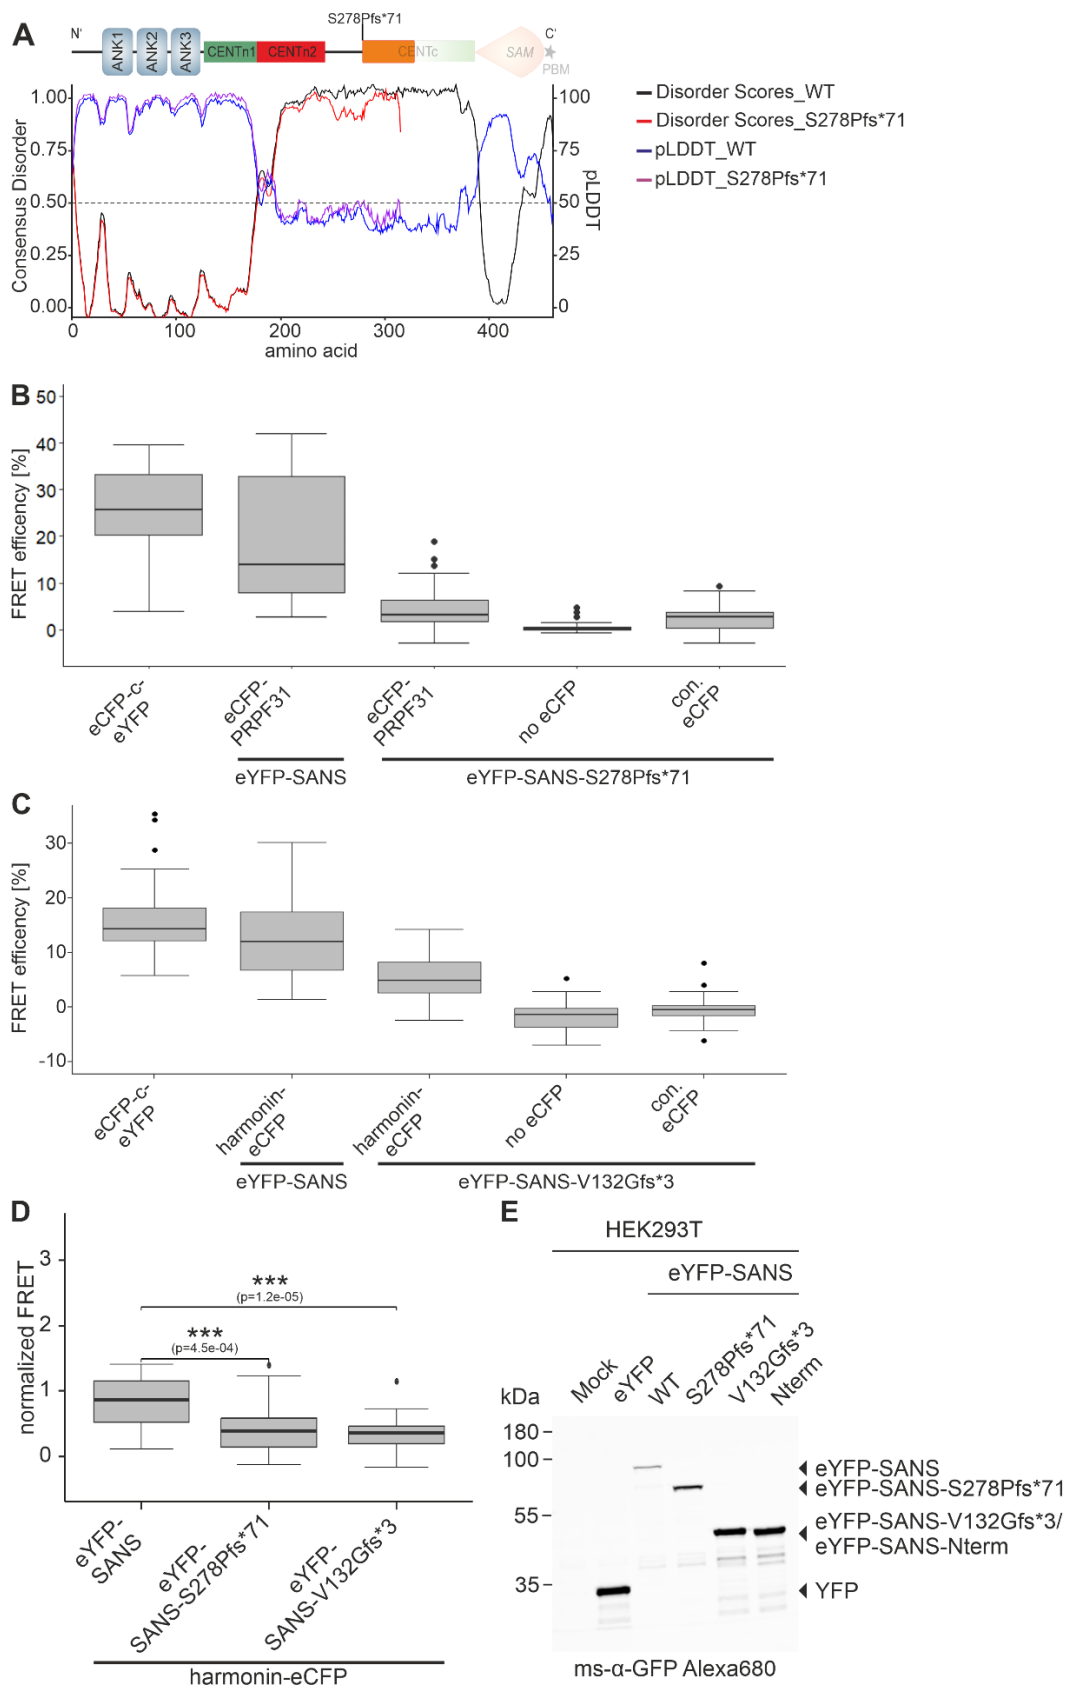 A
N'
S278Pfs*71
C'
ANK1
ANK2
ANK3
CENTn1
CENTn2
CENTc
SAM
PBM
1.00
0.75
0.50
0.25
0.00
Consensus Disorder
100
75
50
25
0
pLDDT
0
100
200
300
400
amino acid
Disorder Scores_WT
Disorder Scores_S278Pfs*71
pLDDT_WT
pLDDT_S278Pfs*71
B
FRET efficency [%]
50
40
30
20
10
0
eCFP-c-
eYFP
eCFP-
PRPF31
eCFP-
PRPF31
no eCFP
con.
eCFP
eYFP-SANS
eYFP-SANS-S278Pfs*71
C
FRET efficency [%]
30
20
10
0
-10
eCFP-c-
eYFP
harmonin-
eCFP
harmonin-
eCFP
no eCFP
con.
eCFP
eYFP-SANS
eYFP-SANS-V132Gfs*3
D
normalized FRET
3
2
1
0
***
(p=1.2e-05)
***
(p=4.5e-04)
eYFP-
SANS
eYFP-
SANS-S278Pfs*71
eYFP-
SANS-V132Gfs*3
harmonin-eCFP
E
HEK293T
eYFP-SANS
Mock
eYFP
WT
S278Pfs*71
V132Gfs*3
Nterm
kDa
180
100
55
35
eYFP-SANS
eYFP-SANS-S278Pfs*71
eYFP-SANS-V132Gfs*3/
eYFP-SANS-Nterm
YFP
ms-α-GFP Alexa680